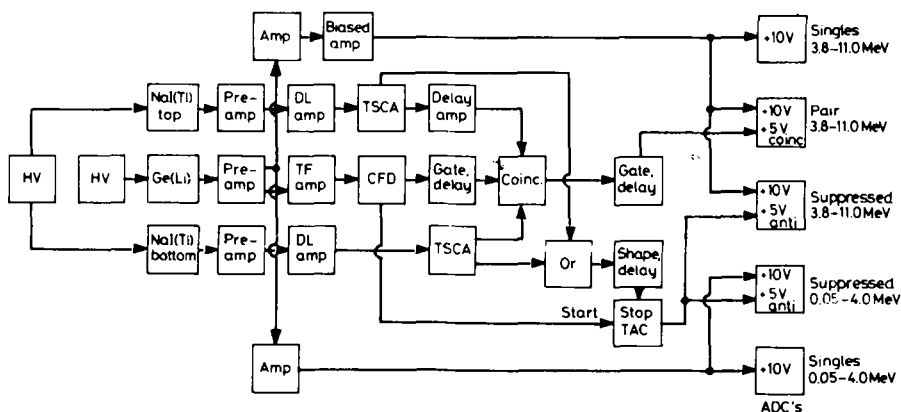 Amp
Biased
amp
+10V
Singles
3.8-11.0 MeV
NaI(Tl)
top
Pre-
amp
DL
amp
TSCA
Delay
amp
+10V
+5V
coinc
Pair
3.8-11.0 MeV
HV
HV
Ge(Li)
Pre-
amp
TF
amp
CFD
Gate,
delay
Coinc.
Gate,
delay
+10V
+5V
anti
Suppressed
3.8-11.0 MeV
NaI(Tl)
bottom
Pre-
amp
DL
amp
TSCA
Or
Shape,
delay
+10V
+5V
anti
Suppressed
0.05-4.0 MeV
Start
Stop
TAC
Amp
+10V
Singles
0.05-4.0 MeV
ADC's